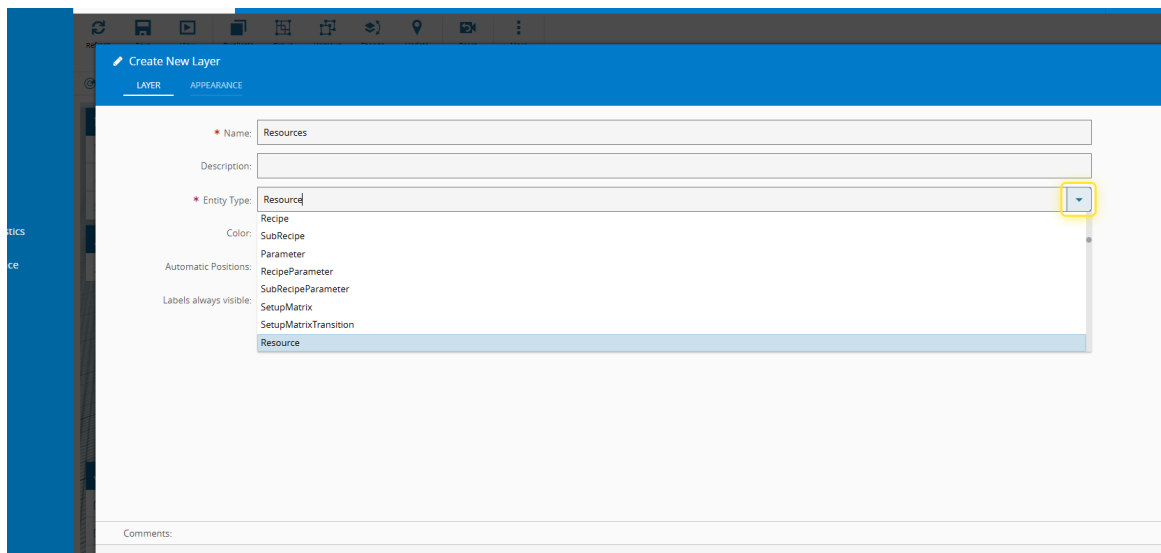 Create New Layer
LAYER APPEARANCE
* Name: Resources
Description:
* Entity Type: Resource
Recipe
stics
Color: SubRecipe
Parameter
ce
Automatic Positions: RecipeParameter
SubRecipeParameter
Labels always visible: SetupMatrix
SetupMatrixTransition
Resource
Comments: